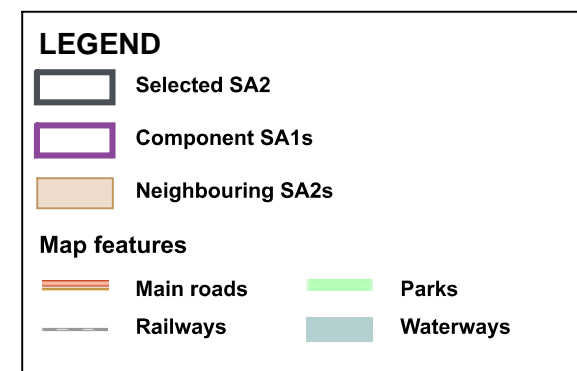 LEGEND
Selected SA2
Component SA1s
Neighbouring SA2s
Map features
Main roads
Parks
Railways
Waterways